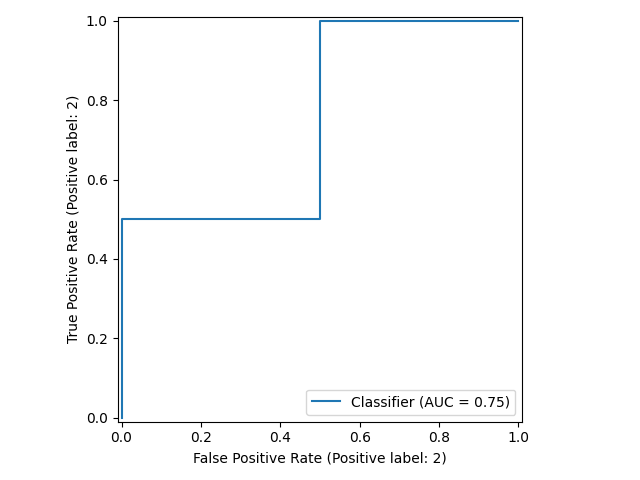 1.0
0.8
0.6
0.4
0.2
0.0
True Positive Rate (Positive label: 2)
Classifier (AUC = 0.75)
0.0 0.2 0.4 0.6 0.8 1.0
False Positive Rate (Positive label: 2)